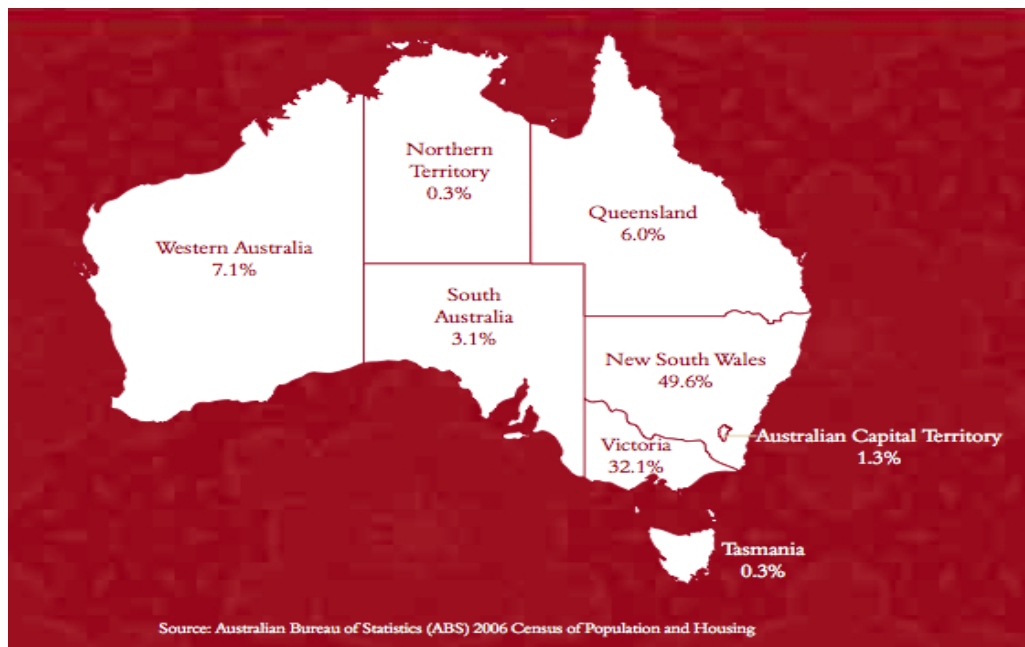 Northern
Territory
0.3%
Queensland
6.0%
Western Australia
7.1%
South
Australia
3.1%
New South Wales
49.6%
Australian Capital Territory
1.3%
Victoria
32.1%
Tasmania
0.3%
Source: Australian Bureau of Statistics (ABS) 2006 Census of Population and Housing